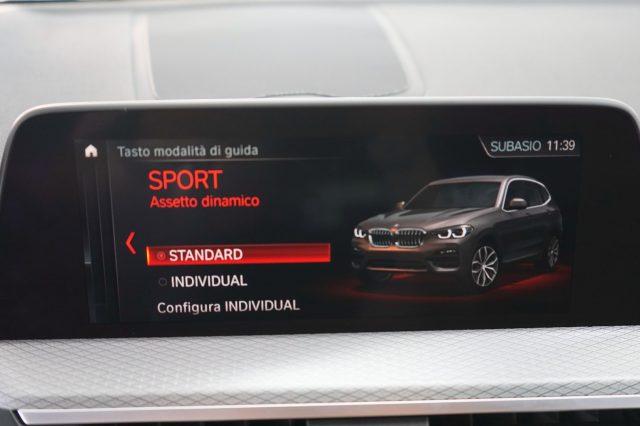 Tasto modalità di guida
SUBASIO 11:39
SPORT
Assetto dinamico
STANDARD
INDIVIDUAL
Configura INDIVIDUAL